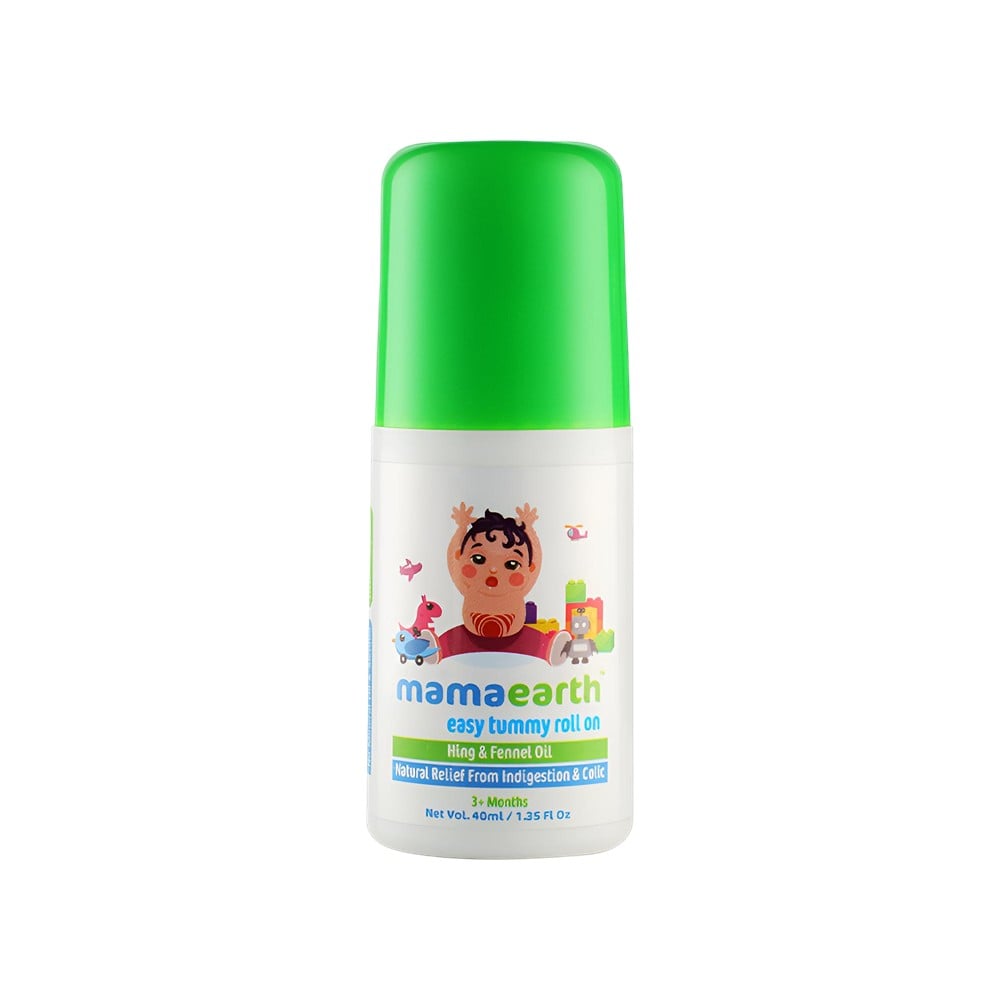 mamaearth
easy tummy roll on
Hing & Fennel Oil
Natural Relief From Indigestion & Colic
3+ Months
Net Vol. 40ml / 1.35 Fl Oz